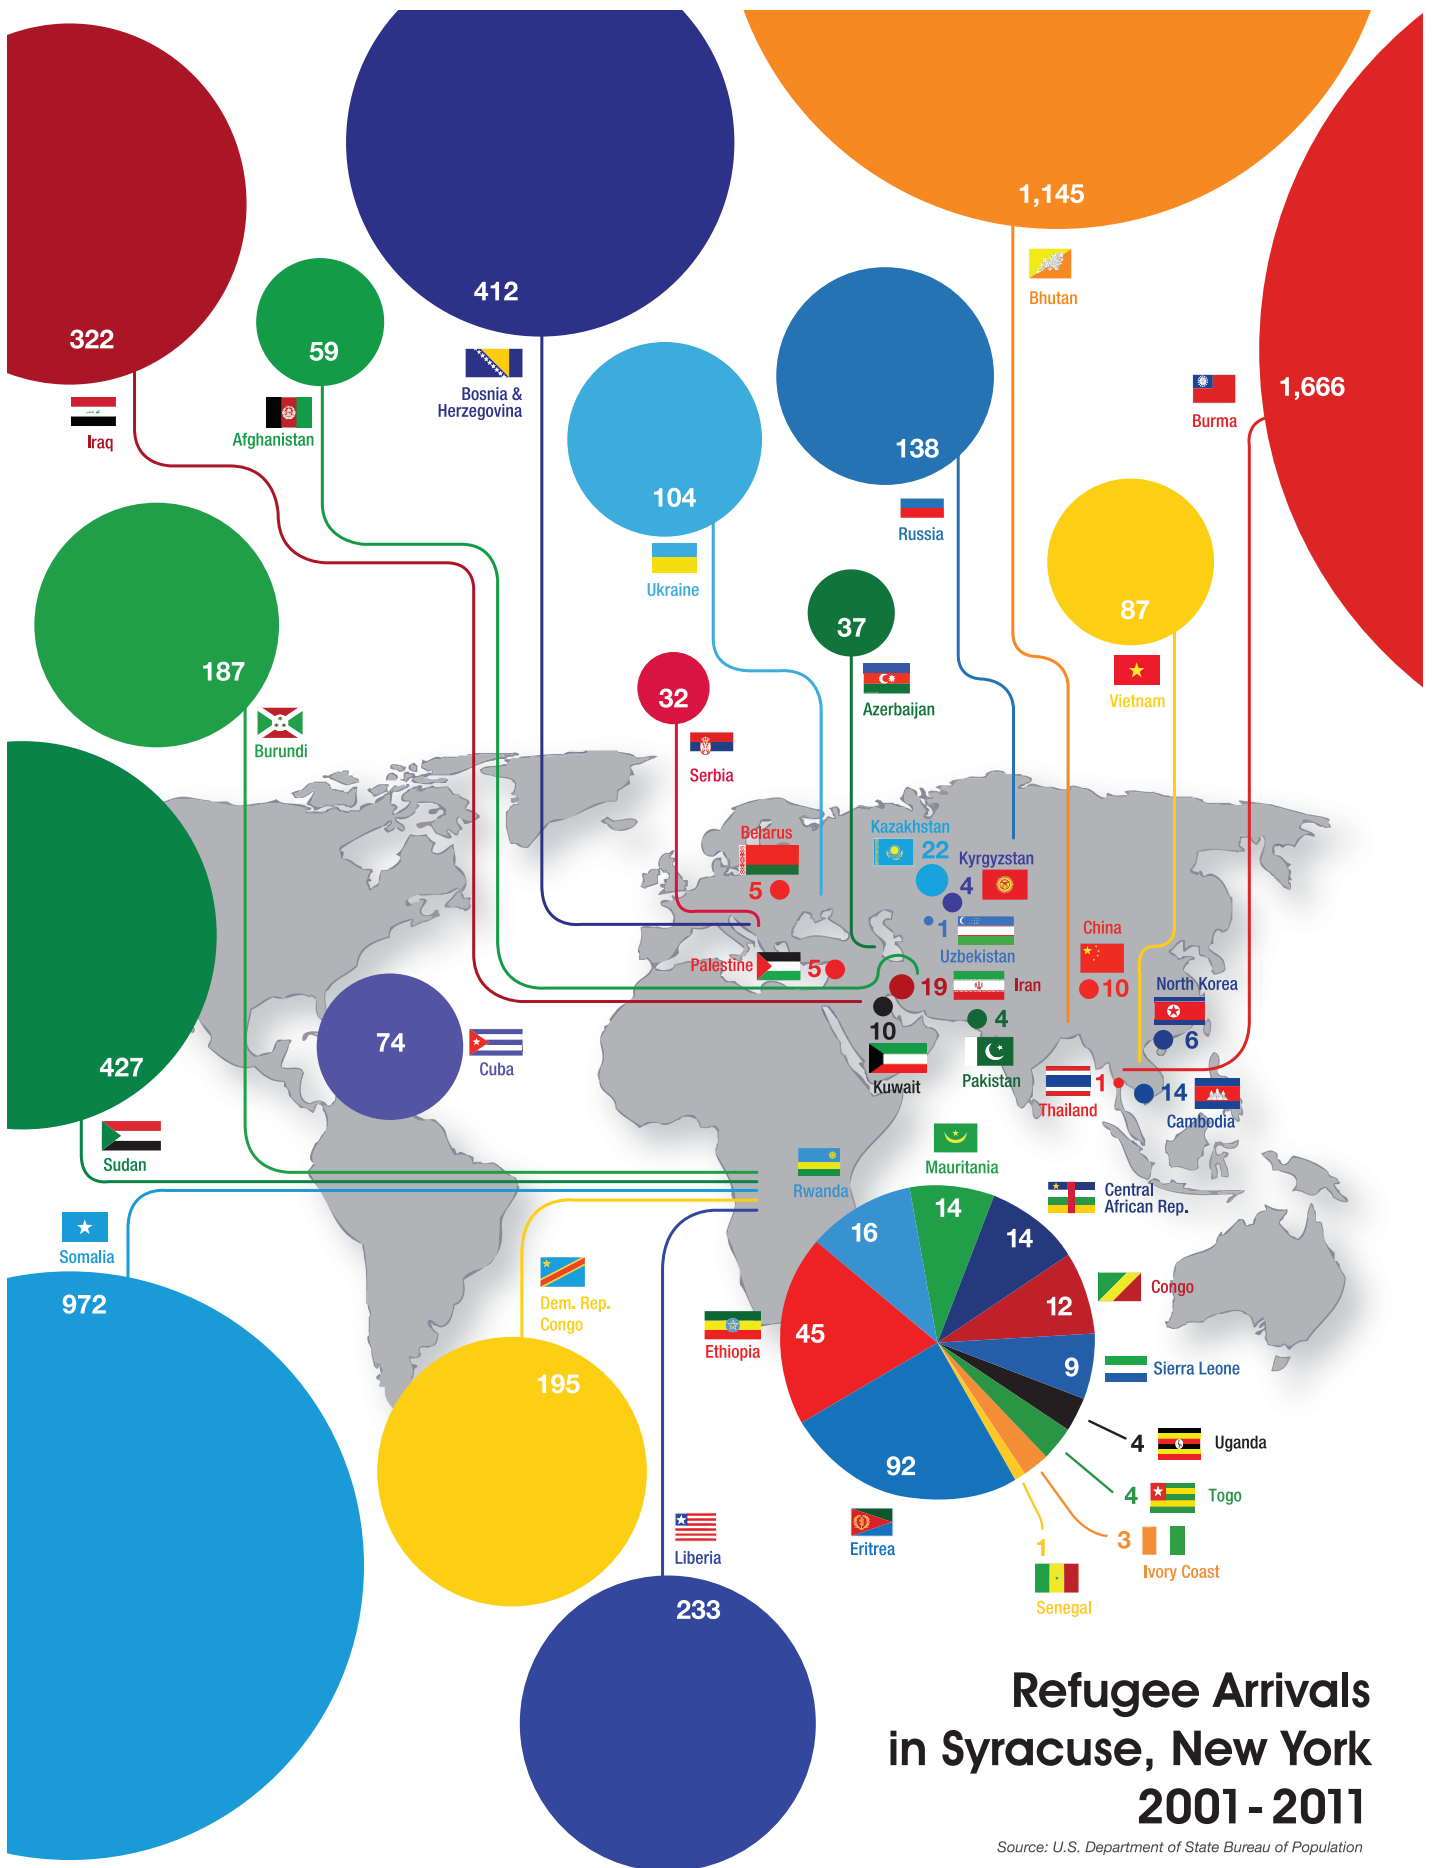 1,145
Bhutan
412
Bosnia &
Herzegovina
322
Iraq
59
Afghanistan
1,666
Burma
138
Russia
104
Ukraine
87
Vietnam
37
Azerbaijan
187
Burundi
32
Serbia
Belarus
5
Kazakhstan
22
Kyrgyzstan
4
1
Uzbekistan
China
10
Palestine
5
19
Iran
North Korea
6
10
Kuwait
4
Pakistan
74
Cuba
427
Sudan
Thailand
1
14
Cambodia
Mauritania
14
Rwanda
16
Central
African Rep.
14
Congo
12
Somalia
972
Dem. Rep.
Congo
195
Ethiopia
45
Sierra Leone
9
4
Uganda
4
Togo
3
Ivory Coast
1
Senegal
92
Eritrea
Liberia
233
Refugee Arrivals
in Syracuse, New York
2001 - 2011
Source: U.S. Department of State Bureau of Population